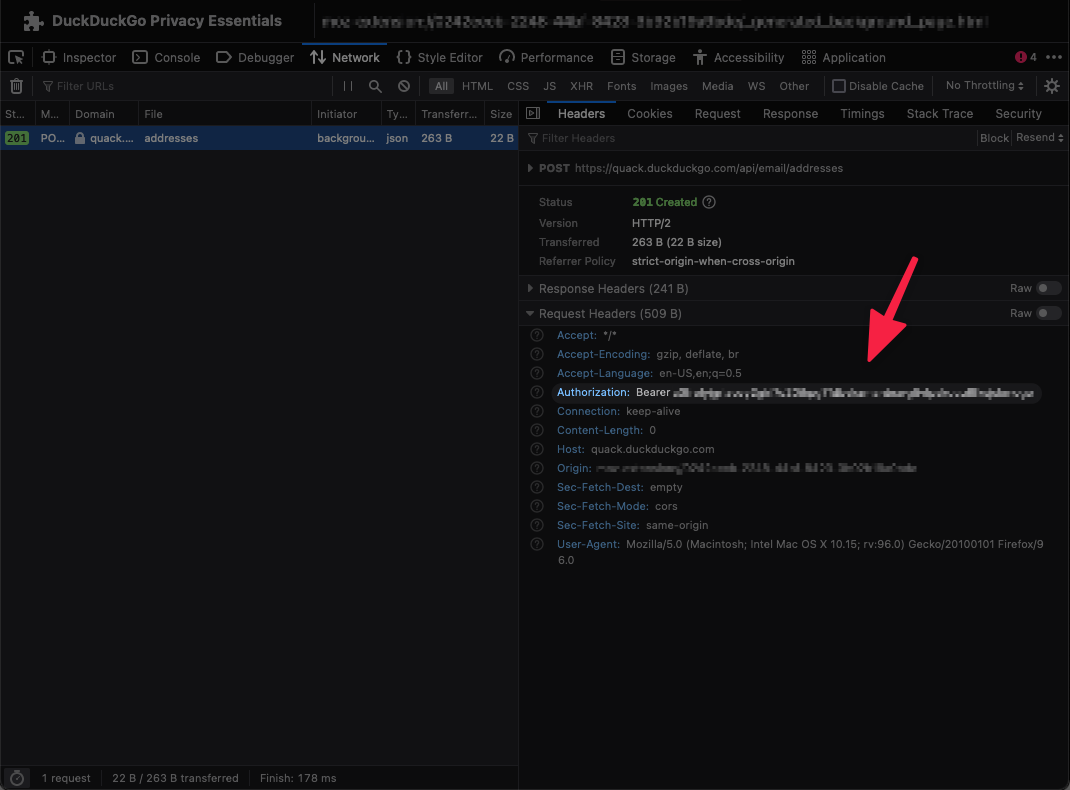 DuckDuckGo Privacy Essentials
Inspector Console Debugger Network Style Editor Performance Storage Accessibility Application 4
Filter URLs All HTML CSS JS XHR Fonts Images Media WS Other Disable Cache No Throttling
St... M... Domain File Initiator Ty... Transferr... Size
201 PO... quack.... addresses backgrou... json 263 B 22 B
Headers Cookies Request Response Timings Stack Trace Security
Filter Headers Block Resend
POST https://quack.duckduckgo.com/api/email/addresses
Status 201 Created
Version HTTP/2
Transferred 263 B (22 B size)
Referrer Policy strict-origin-when-cross-origin
Response Headers (241 B) Raw
Request Headers (509 B) Raw
Accept: */*
Accept-Encoding: gzip, deflate, br
Accept-Language: en-US,en;q=0.5
Authorization: Bearer
Connection: keep-alive
Content-Length: 0
Host: quack.duckduckgo.com
Origin:
Sec-Fetch-Dest: empty
Sec-Fetch-Mode: cors
Sec-Fetch-Site: same-origin
User-Agent: Mozilla/5.0 (Macintosh; Intel Mac OS X 10.15; rv:96.0) Gecko/20100101 Firefox/9
6.0
1 request 22 B / 263 B transferred Finish: 178 ms